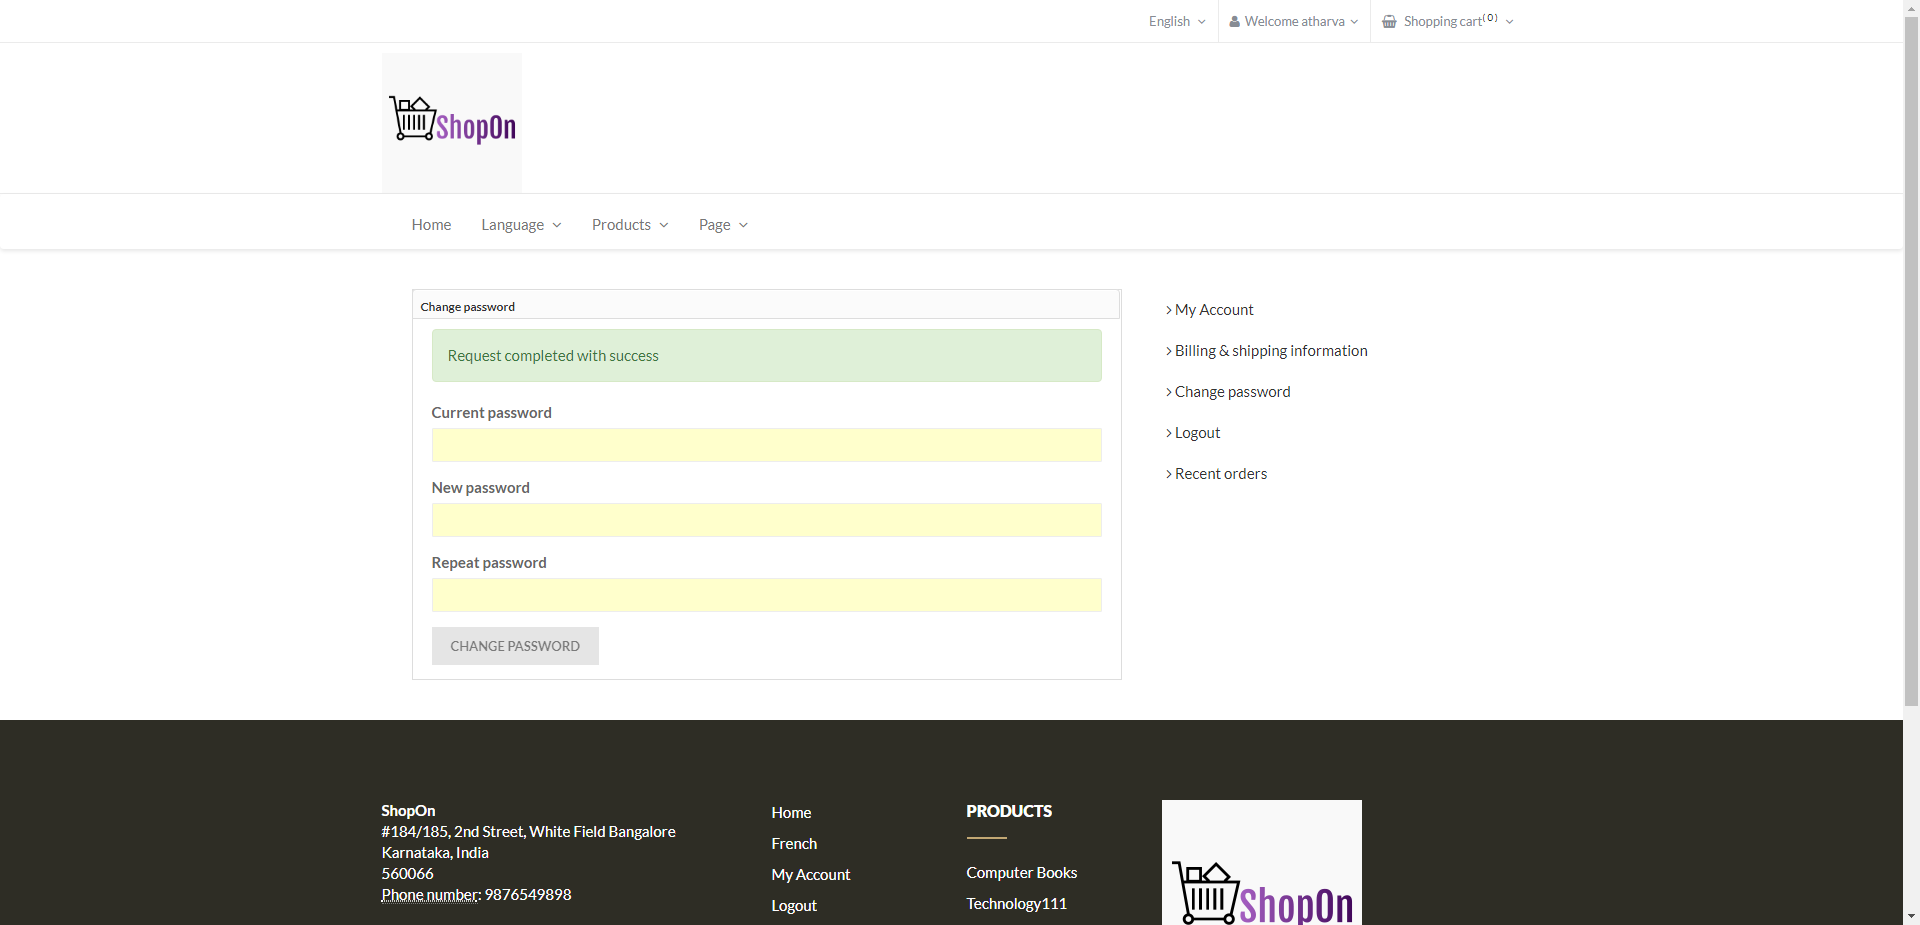 English
Welcome atharva
Shopping cart(0)
ShopOn
Home
Language
Products
Page
Change password
Request completed with success
Current password
New password
Repeat password
CHANGE PASSWORD
My Account
Billing & shipping information
Change password
Logout
Recent orders
ShopOn
#184/185, 2nd Street, White Field Bangalore
Karnataka, India
560066
Phone number: 9876549898
Home
French
My Account
Logout
PRODUCTS
Computer Books
Technology111
ShopOn